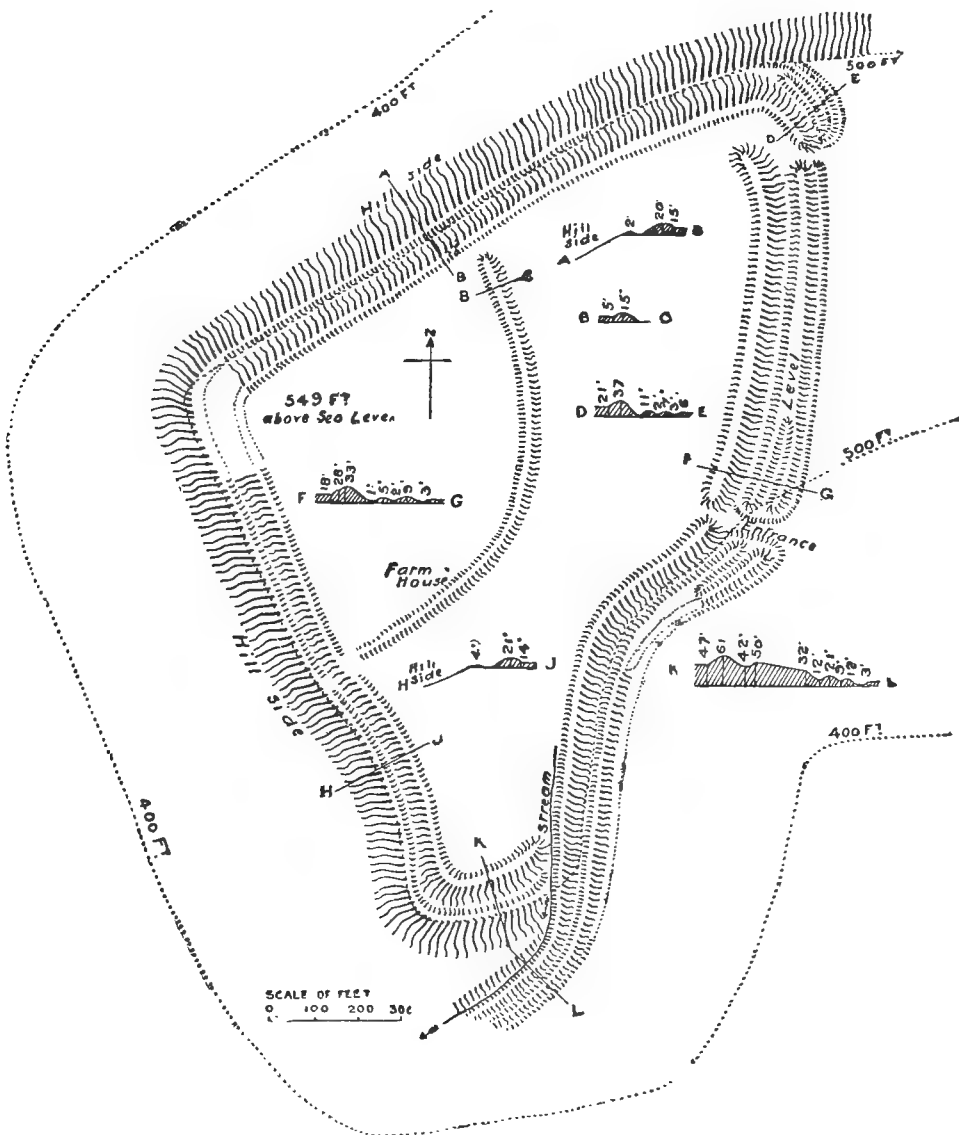 400 FT
500 FT
E
D
A
Hill side
B
B
C
Hill
side
2'
20'
15'
A
B
5'
15'
B
C
N
549 FT
above Sea Level
D
21'
37
11'
E
Level
500 FT
F
G
F
18'
28'
33'
G
Entrance
Farm
House
Hill
side
H
21'
14'
J
K
47'
61
42'
50'
32'
12'
3'
L
400 FT
Hill side
J
H
Stream
K
400 FT
SCALE OF FEET
0 100 200 300
L